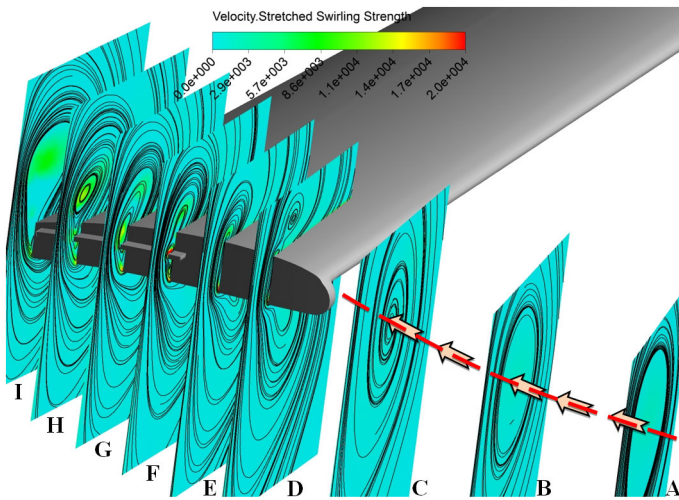 Velocity.Stretched Swirling Strength
0.0e+000
2.9e+003
5.7e+003
8.6e+003
1.1e+004
1.4e+004
1.7e+004
2.0e+004
I
H
G
F
E
D
C
B
A